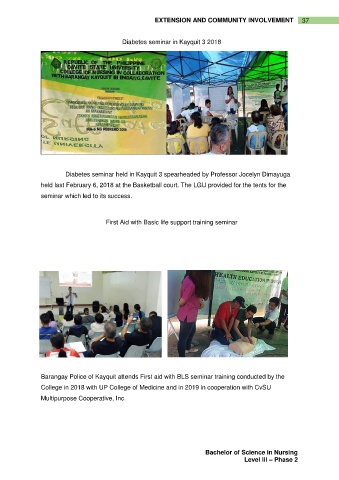 EXTENSION AND COMMUNITY INVOLVEMENT 37
Diabetes seminar in Kayquit 3 2018
REPUBLIC OF THE PHILIPPINE
CAVITE STATE UNIVERSITY
COLLEGE OF NURSING IN COLLABORATION
WITH BARANGAY KAYQUIT III INDANG, CAVITE
Diabetes seminar held in Kayquit 3 spearheaded by Professor Jocelyn Dimayuga
held last February 6, 2018 at the Basketball court. The LGU provided for the tents for the
seminar which led to its success.
First Aid with Basic life support training seminar
HEALTH EDUCATION
Barangay Police of Kayquit attends First aid with BLS seminar training conducted by the
College in 2018 with UP College of Medicine and in 2019 in cooperation with CvSU
Multipurpose Cooperative, Inc.
Bachelor of Science in Nursing
Level III – Phase 2